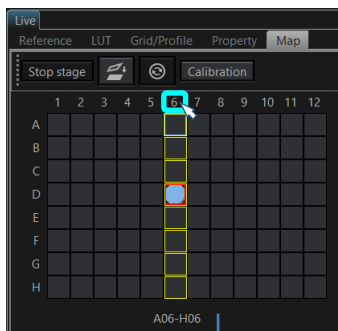 Live
Reference LUT Grid/Profile Property Map
Stop stage Calibration
1 2 3 4 5 6 7 8 9 10 11 12
A
B
C
D
E
F
G
H
A06-H06